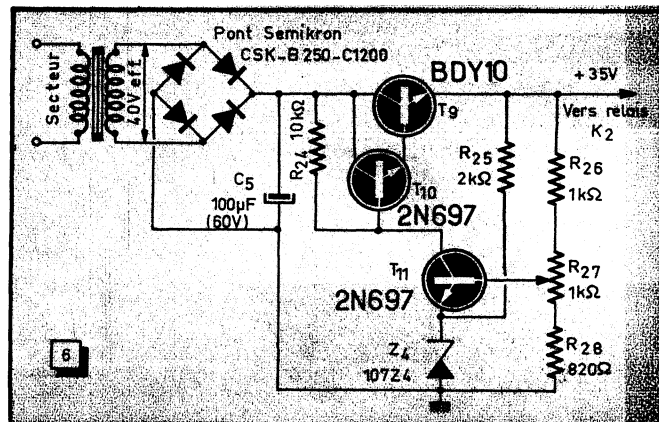 Pont Semikron
CSK-B250-C1200
Secteur
40V eff.
BDY10
+35V
Vers relais
K2
T9
R24 10kΩ
R25
2kΩ
R26
1kΩ
C5
100µF
(60V)
T10
2N697
T11
2N697
R27
1kΩ
Z4
107Z4
R28
820Ω
6